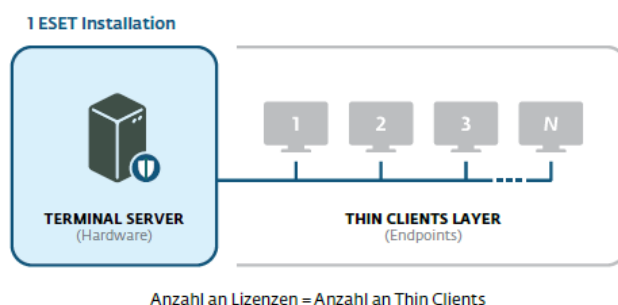 1 ESET Installation
1 2 3 N
TERMINAL SERVER
(Hardware)
THIN CLIENTS LAYER
(Endpoints)
Anzahl an Lizenzen = Anzahl an Thin Clients